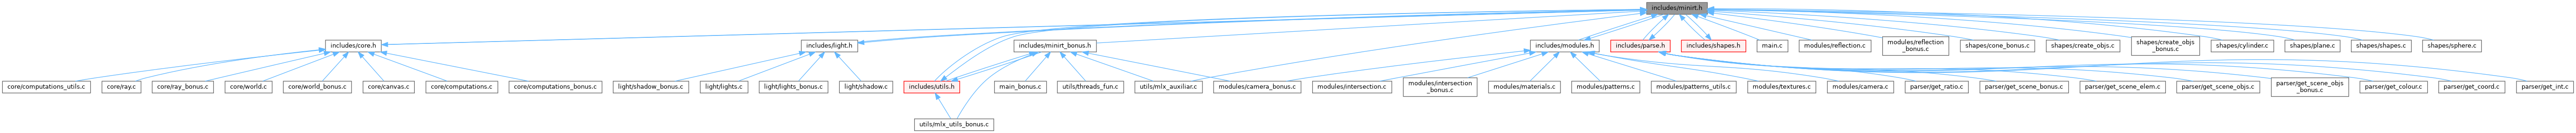 includes/minirt.h
includes/core.h
includes/light.h
includes/minirt_bonus.h
includes/modules.h
includes/parse.h
includes/shapes.h
main.c
modules/reflection.c
modules/reflection
_bonus.c
shapes/cone_bonus.c
shapes/create_objs.c
shapes/create_objs
_bonus.c
shapes/cylinder.c
shapes/plane.c
shapes/shapes.c
shapes/sphere.c
core/computations_utils.c
core/ray.c
core/ray_bonus.c
core/world.c
core/world_bonus.c
core/canvas.c
core/computations.c
core/computations_bonus.c
light/shadow_bonus.c
light/lights.c
light/lights_bonus.c
light/shadow.c
includes/utils.h
main_bonus.c
utils/threads_fun.c
utils/mlx_auxiliar.c
modules/camera_bonus.c
modules/intersection.c
modules/intersection
_bonus.c
modules/materials.c
modules/patterns.c
modules/patterns_utils.c
modules/textures.c
modules/camera.c
parser/get_ratio.c
parser/get_scene_bonus.c
parser/get_scene_elem.c
parser/get_scene_objs.c
parser/get_scene_objs
_bonus.c
parser/get_colour.c
parser/get_coord.c
parser/get_int.c
utils/mlx_utils_bonus.c